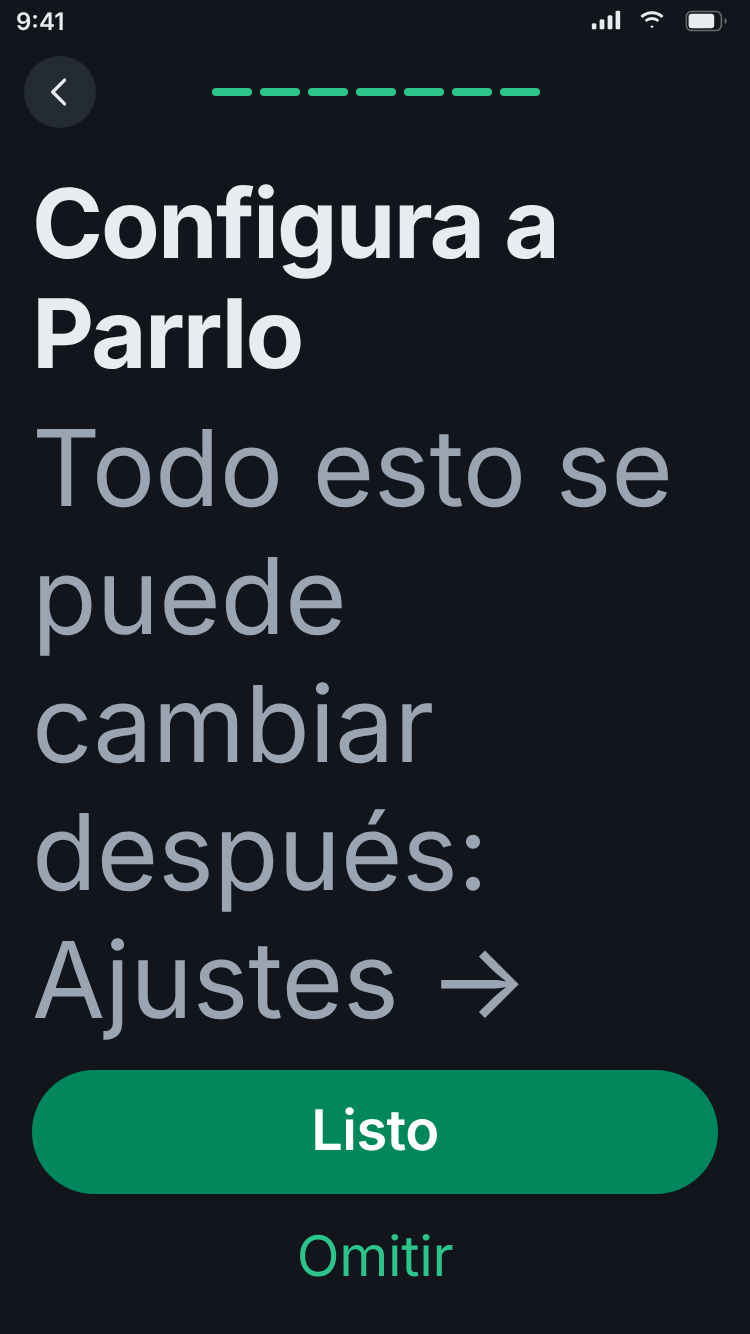 9:41
Configura a
Parrlo
Todo esto se
puede
cambiar
después:
Ajustes →
Listo
Omitir